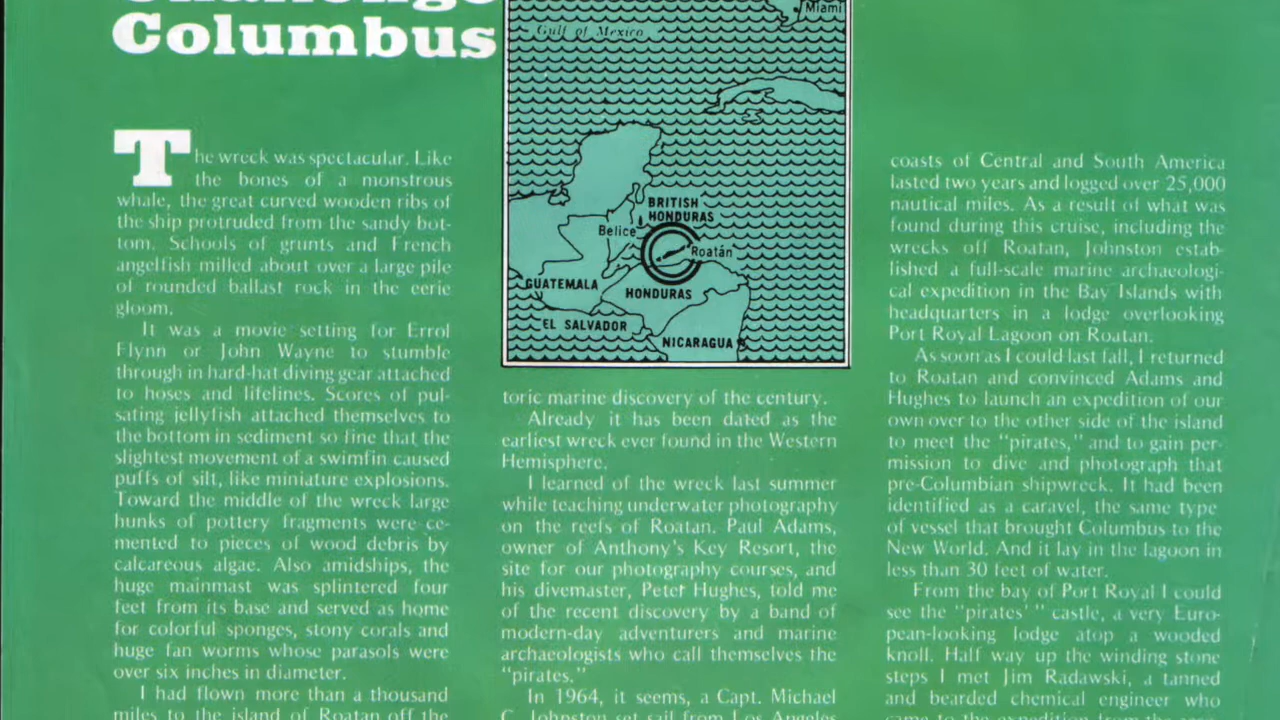 Challenge
Columbus
Miami
Gulf of Mexico
BRITISH
HONDURAS
Belice
Roatán
GUATEMALA
HONDURAS
EL SALVADOR
NICARAGUA
The wreck was spectacular. Like
the bones of a monstrous
whale, the great curved wooden ribs of
the ship protruded from the sandy bot-
tom. Schools of grunts and French
angelfish milled about over a large pile
of rounded ballast rock in the eerie
gloom.
It was a movie setting for Errol
Flynn or John Wayne to stumble
through in hard-hat diving gear attached
to hoses and lifelines. Scores of pul-
sating jellyfish attached themselves to
the bottom in sediment so fine that the
slightest movement of a swimfin caused
puffs of silt, like miniature explosions.
Toward the middle of the wreck large
hunks of pottery fragments were ce-
mented to pieces of wood debris by
calcareous algae. Also amidships, the
huge mainmast was splintered four
feet from its base and served as home
for colorful sponges, stony corals and
huge fan worms whose parasols were
over six inches in diameter.
I had flown more than a thousand
miles to the island of Roatan off the
toric marine discovery of the century.
Already it has been dated as the
earliest wreck ever found in the Western
Hemisphere.
I learned of the wreck last summer
while teaching underwater photography
on the reefs of Roatan. Paul Adams,
owner of Anthony's Key Resort, the
site for our photography courses, and
his divemaster, Peter Hughes, told me
of the recent discovery by a band of
modern-day adventurers and marine
archaeologists who call themselves the
"pirates."
In 1964, it seems, a Capt. Michael
C. Johnston set sail from Los Angeles
coasts of Central and South America
lasted two years and logged over 25,000
nautical miles. As a result of what was
found during this cruise, including the
wrecks off Roatan, Johnston estab-
lished a full-scale marine archaeologi-
cal expedition in the Bay Islands with
headquarters in a lodge overlooking
Port Royal Lagoon on Roatan.
As soon as I could last fall, I returned
to Roatan and convinced Adams and
Hughes to launch an expedition of our
own over to the other side of the island
to meet the "pirates," and to gain per-
mission to dive and photograph that
pre-Columbian shipwreck. It had been
identified as a caravel, the same type
of vessel that brought Columbus to the
New World. And it lay in the lagoon in
less than 30 feet of water.
From the bay of Port Royal I could
see the "pirates' " castle, a very Euro-
pean-looking lodge atop a wooded
knoll. Half way up the winding stone
steps I met Jim Radawski, a tanned
and bearded chemical engineer who
came to the expedition from the